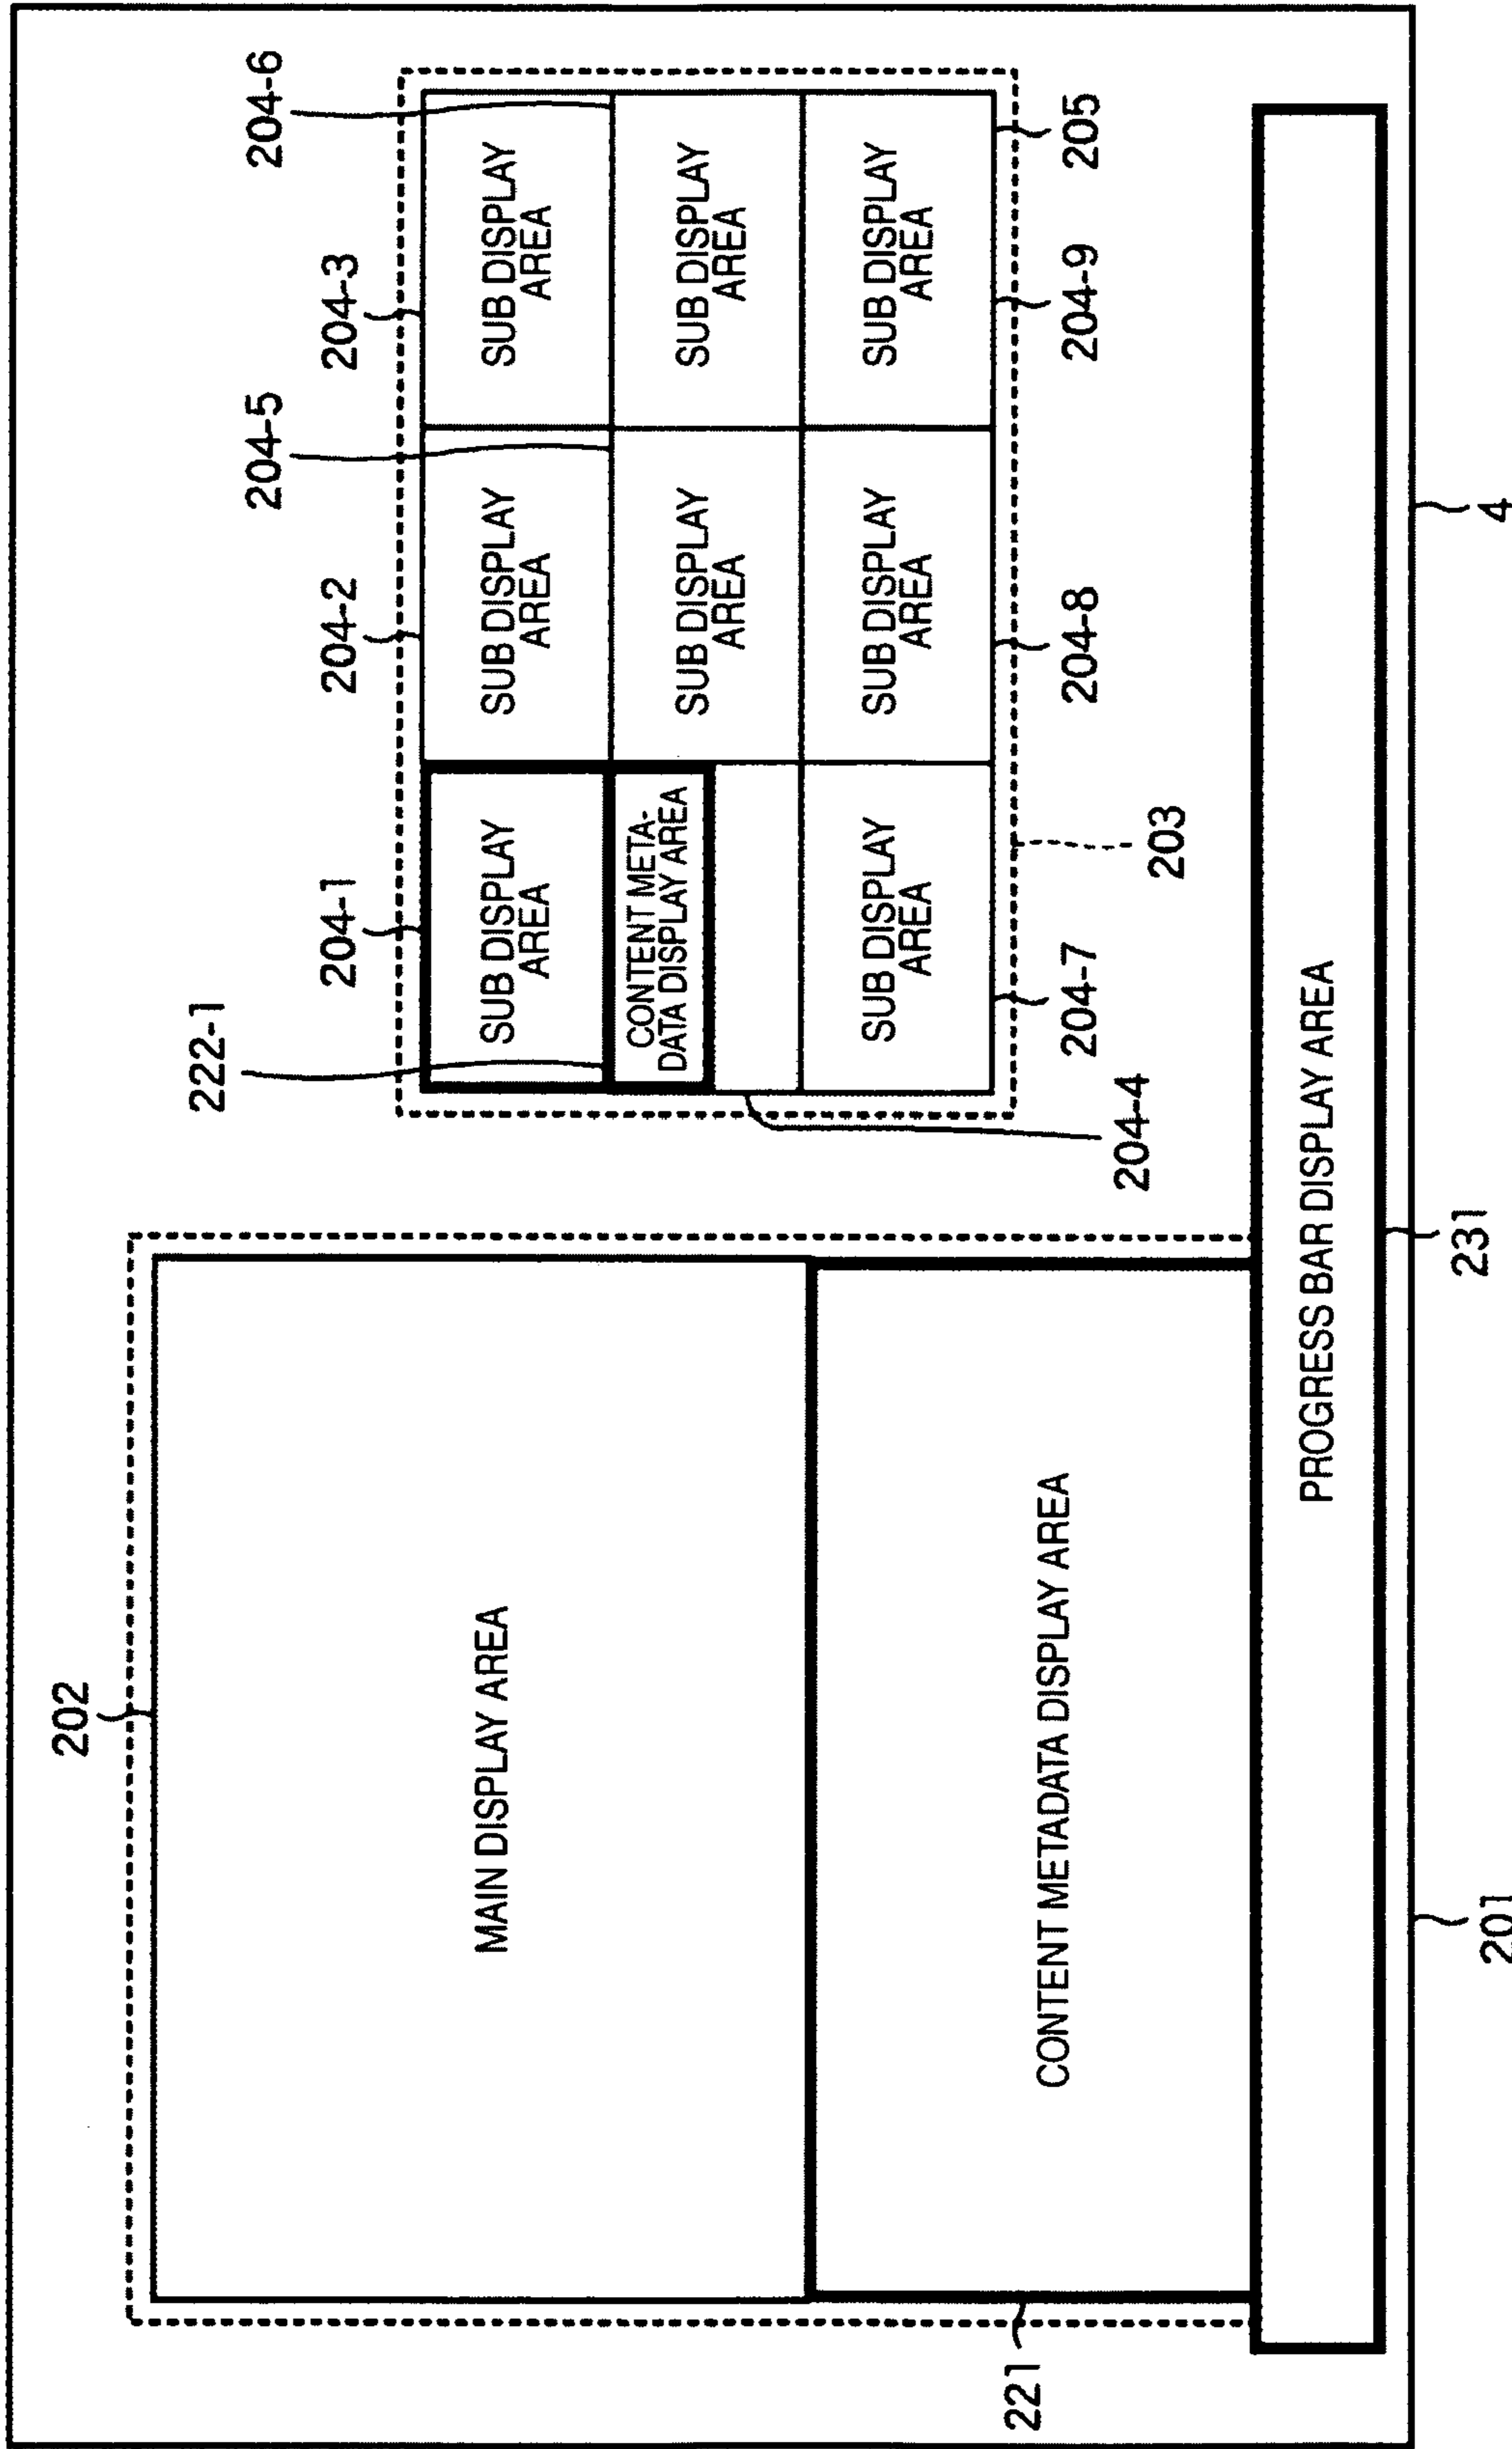 204-6
204-5
222-1
204-1
204-2
204-3
202
SUB DISPLAY
AREA
SUB DISPLAY
AREA
SUB DISPLAY
AREA
MAIN DISPLAY AREA
CONTENT META-
DATA DISPLAY AREA
SUB DISPLAY
AREA
SUB DISPLAY
AREA
SUB DISPLAY
AREA
SUB DISPLAY
AREA
SUB DISPLAY
AREA
CONTENT METADATA DISPLAY AREA
221
204-4
204-7
204-8
204-9
205
203
PROGRESS BAR DISPLAY AREA
201
231
4